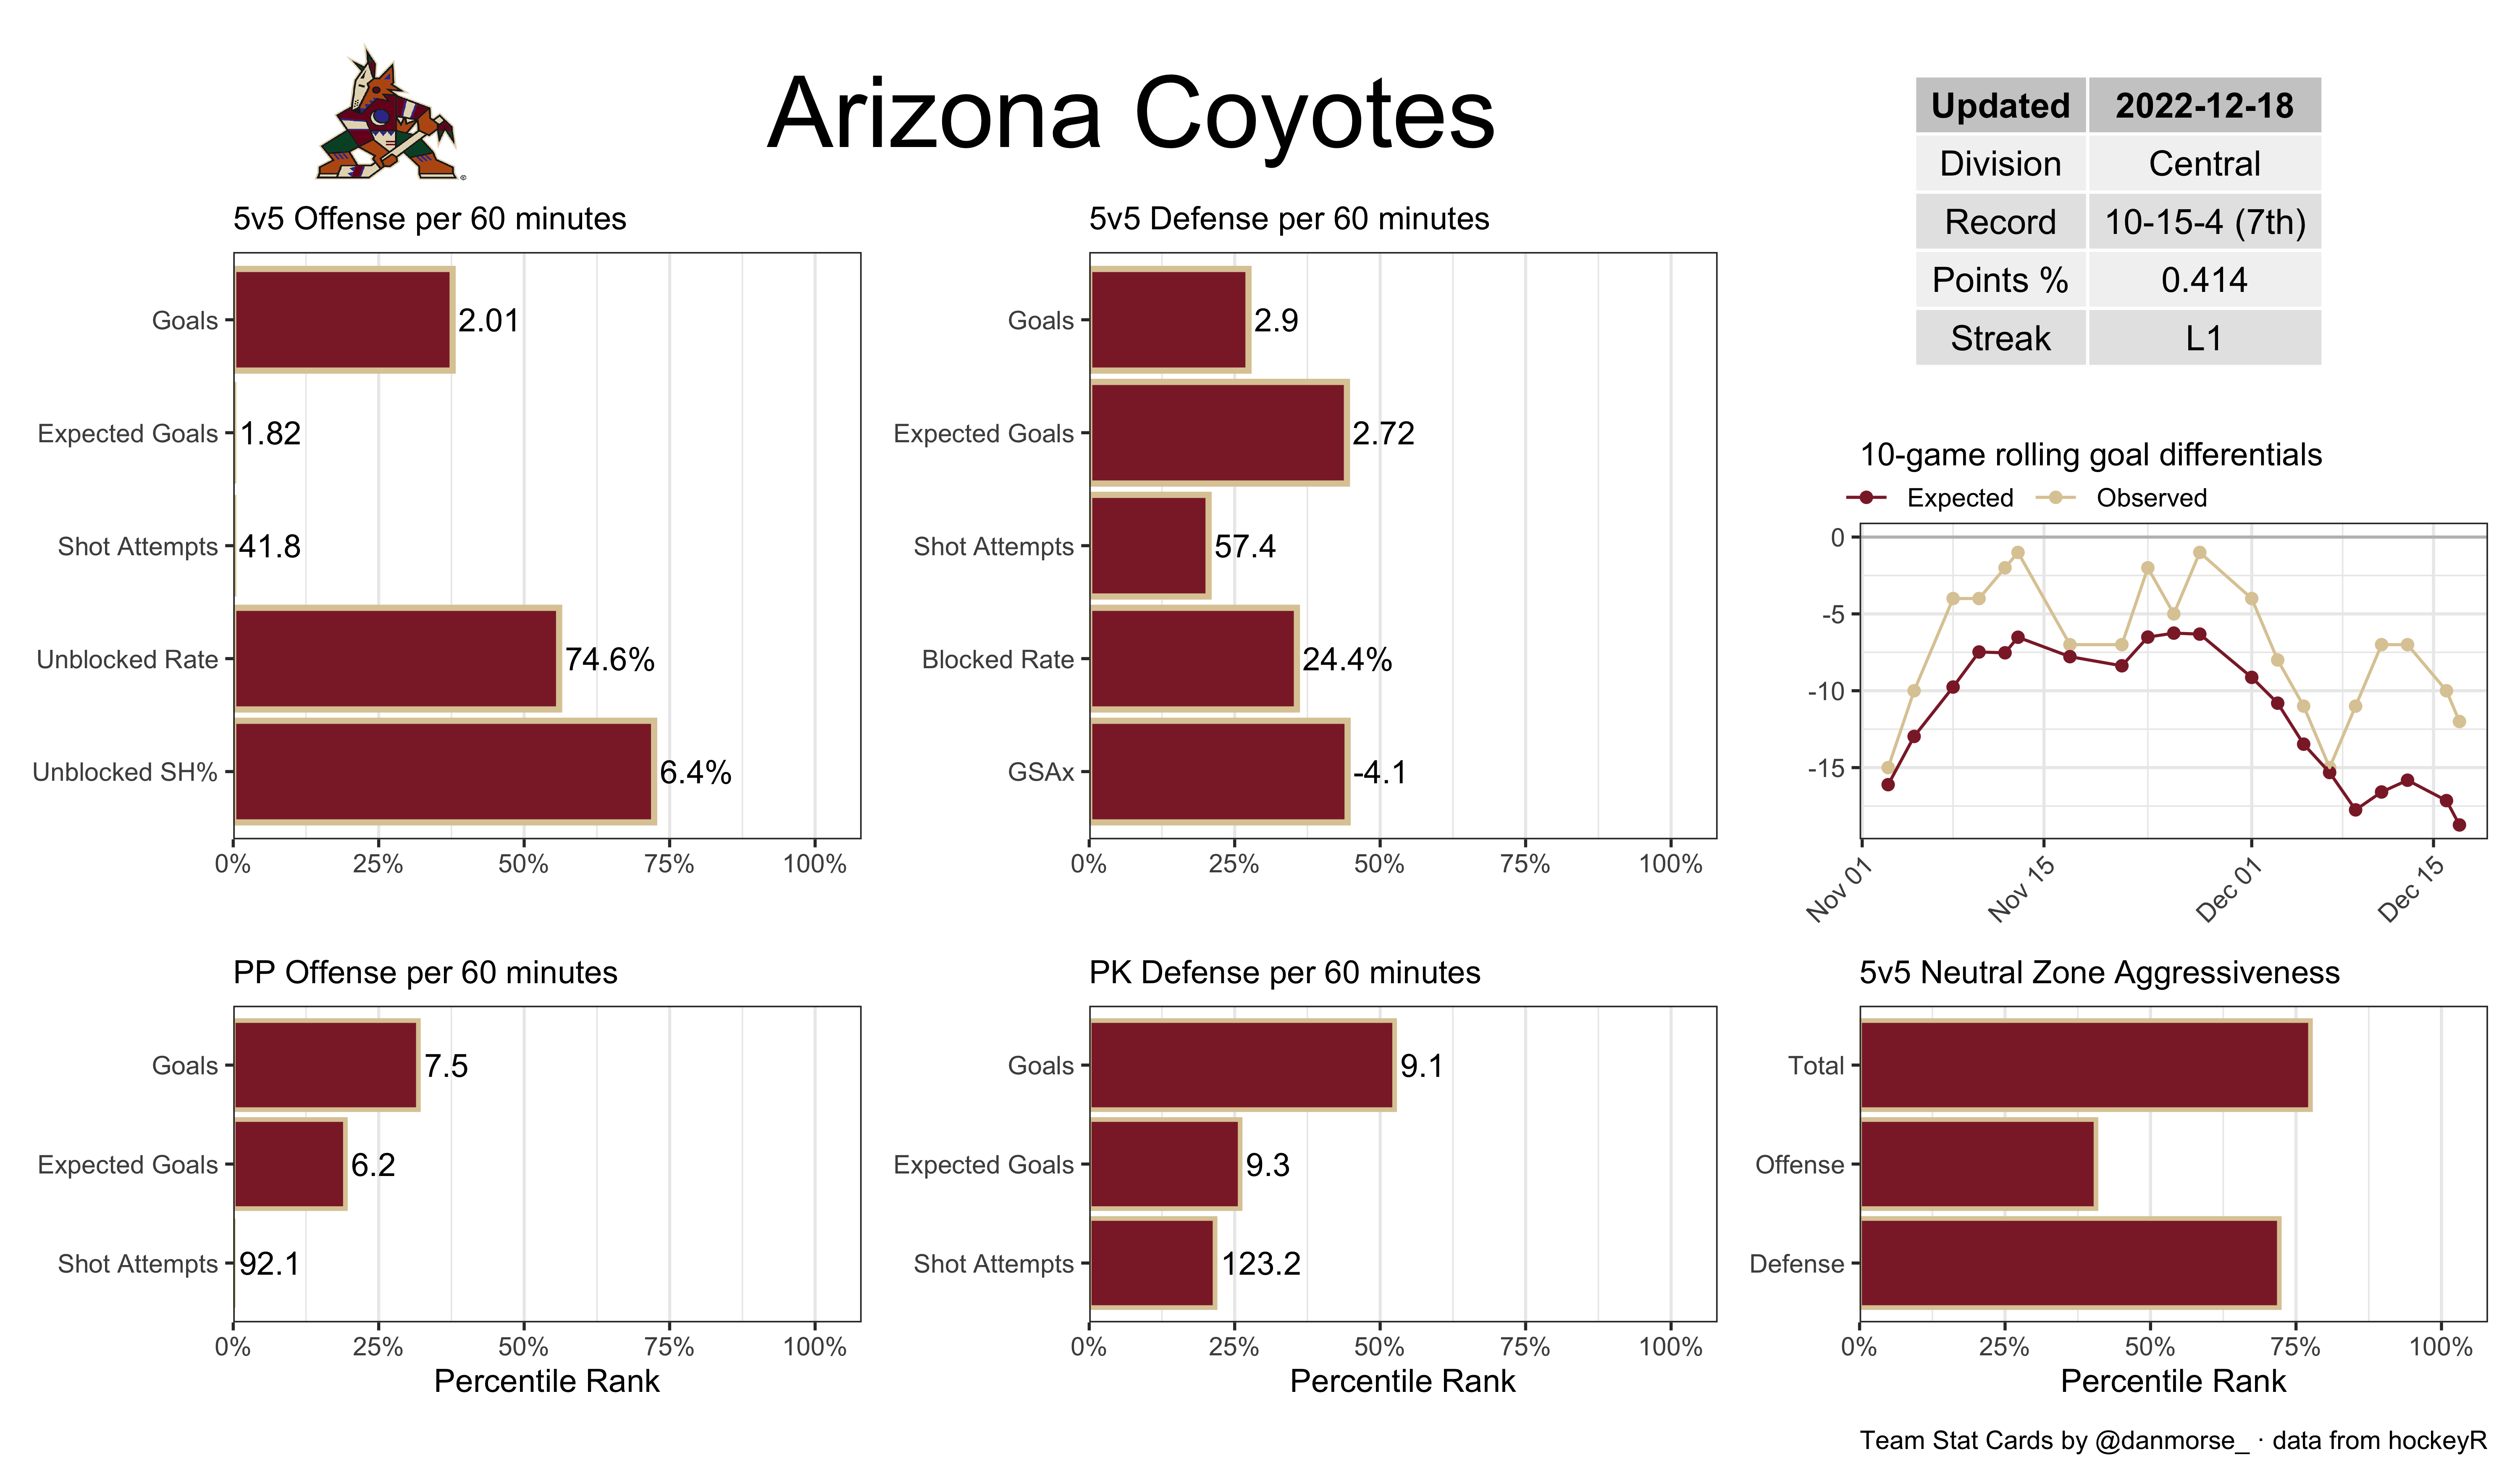 Arizona Coyotes
Updated 2022-12-18
Division Central
Record 10-15-4 (7th)
Points % 0.414
Streak L1
5v5 Offense per 60 minutes
Goals 2.01
Expected Goals 1.82
Shot Attempts 41.8
Unblocked Rate 74.6%
Unblocked SH% 6.4%
0% 25% 50% 75% 100%
5v5 Defense per 60 minutes
Goals 2.9
Expected Goals 2.72
Shot Attempts 57.4
Blocked Rate 24.4%
GSAx -4.1
0% 25% 50% 75% 100%
10-game rolling goal differentials
Expected Observed
0
-5
-10
-15
Nov 01 Nov 15 Dec 01 Dec 15
PP Offense per 60 minutes
Goals 7.5
Expected Goals 6.2
Shot Attempts 92.1
0% 25% 50% 75% 100%
Percentile Rank
PK Defense per 60 minutes
Goals 9.1
Expected Goals 9.3
Shot Attempts 123.2
0% 25% 50% 75% 100%
Percentile Rank
5v5 Neutral Zone Aggressiveness
Total
Offense
Defense
0% 25% 50% 75% 100%
Percentile Rank
Team Stat Cards by @danmorse_ · data from hockeyR